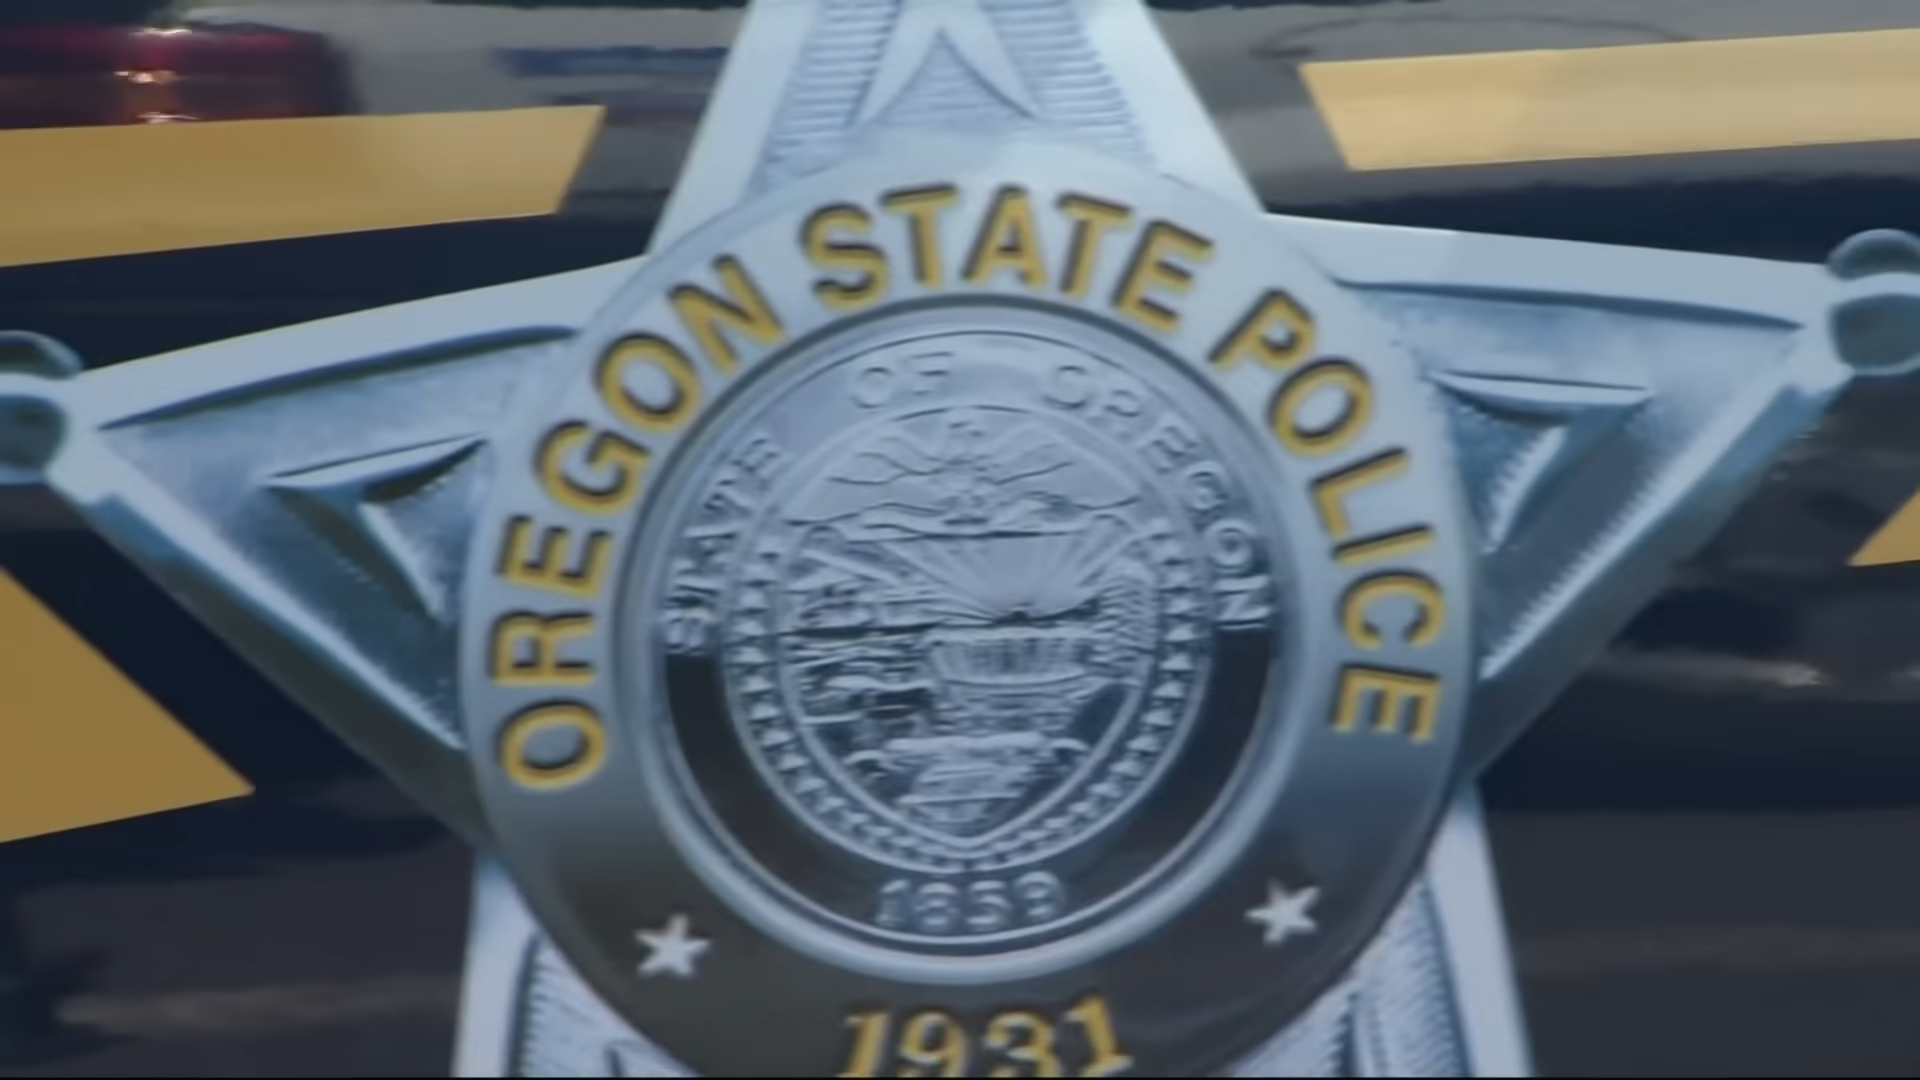 OREGON STATE POLICE
STATE OF OREGON
1859
1931